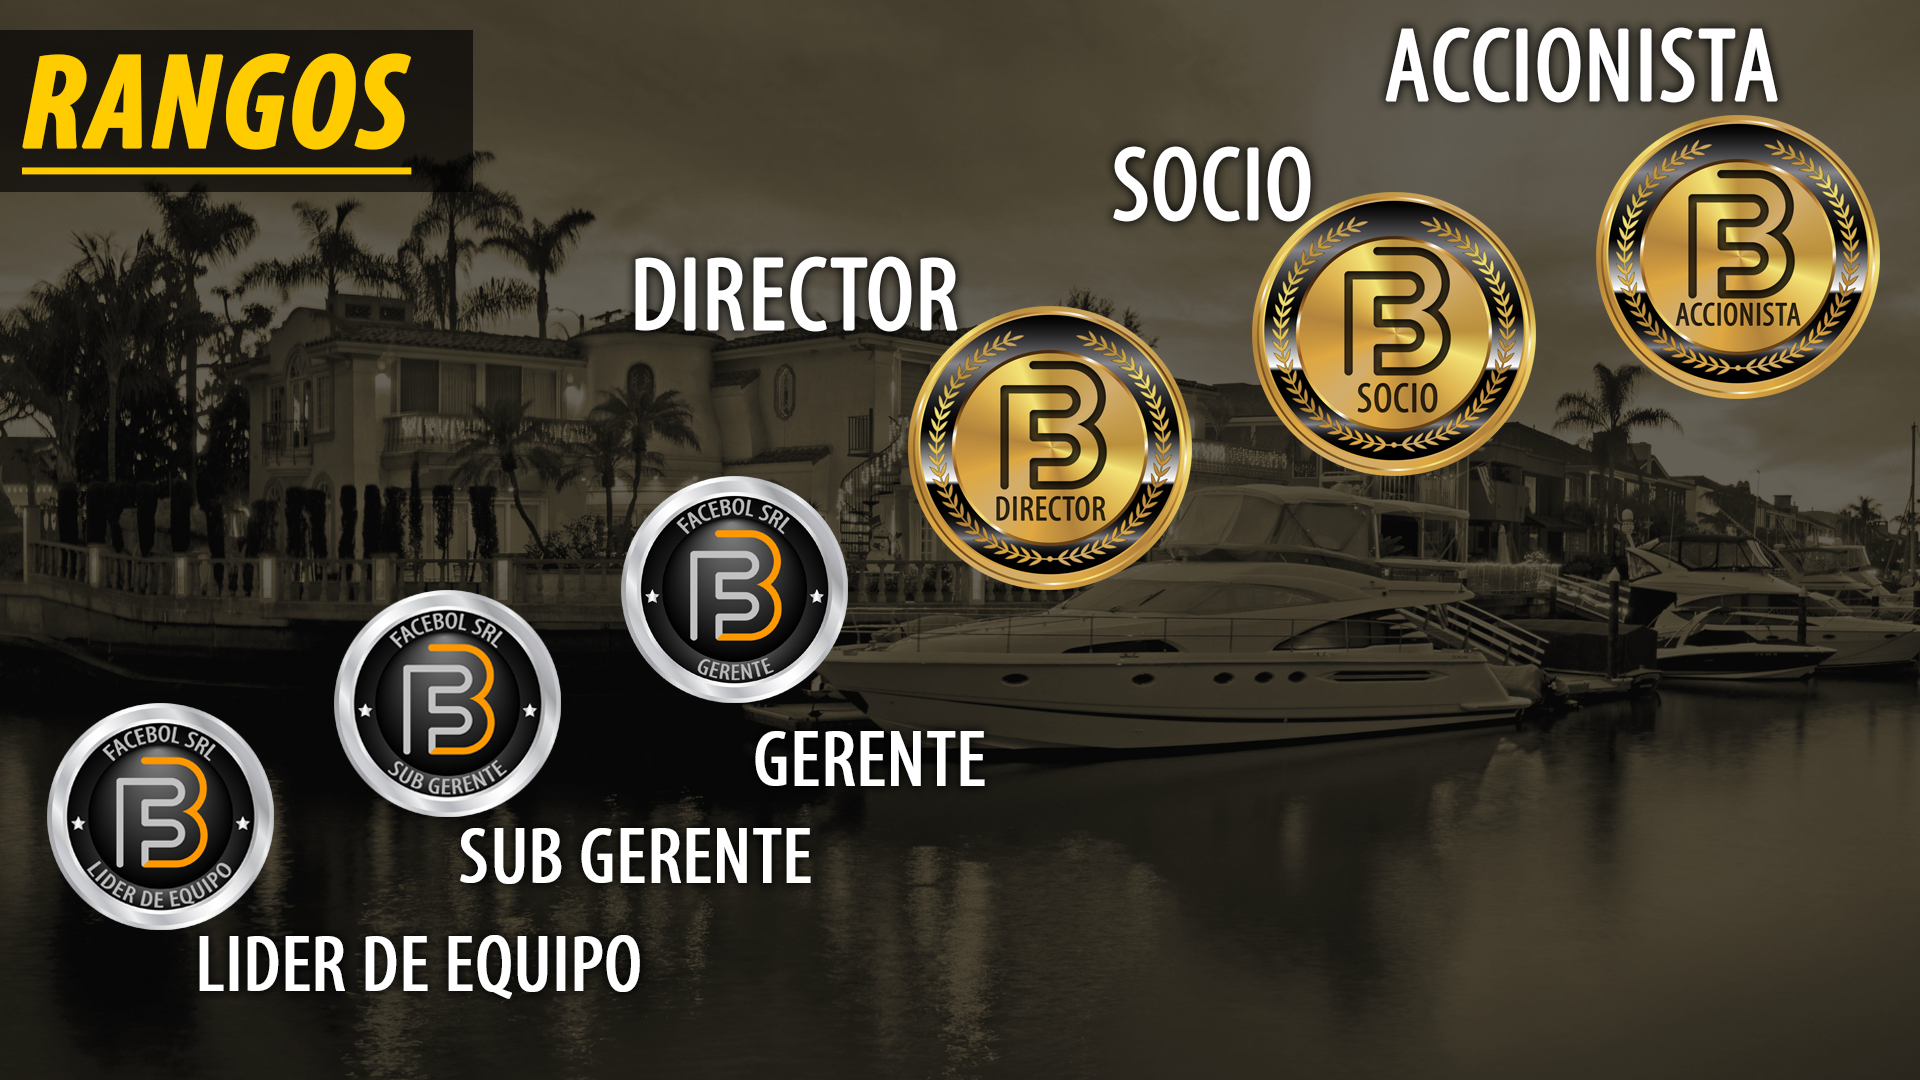 RANGOS
ACCIONISTA
ACCIONISTA
SOCIO
SOCIO
DIRECTOR
DIRECTOR
FACEBOL SRL
GERENTE
GERENTE
FACEBOL SRL
SUB GERENTE
SUB GERENTE
FACEBOL SRL
LIDER DE EQUIPO
LIDER DE EQUIPO